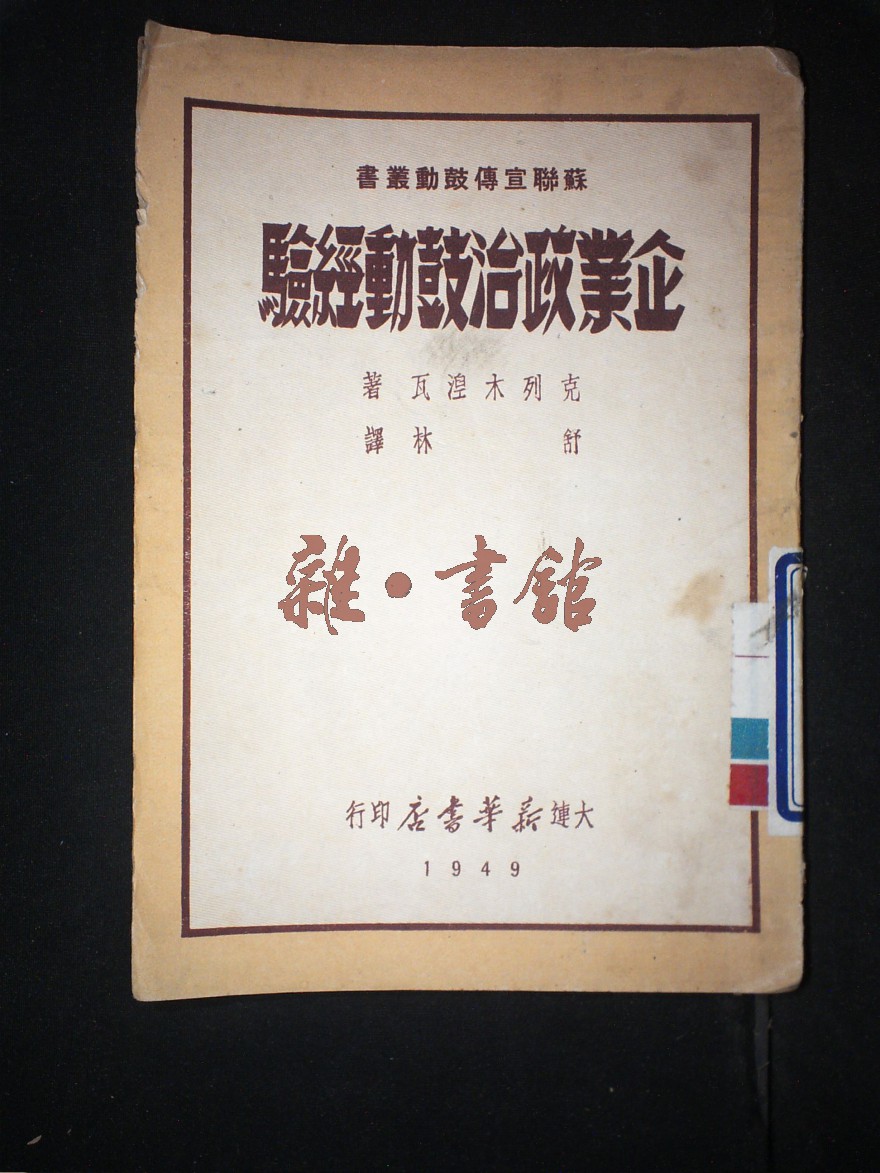 蘇聯宣傳鼓動叢書
企業政治鼓動經驗
克列木湼瓦著
舒林譯
雜·書館
大連新華書店印行
1949